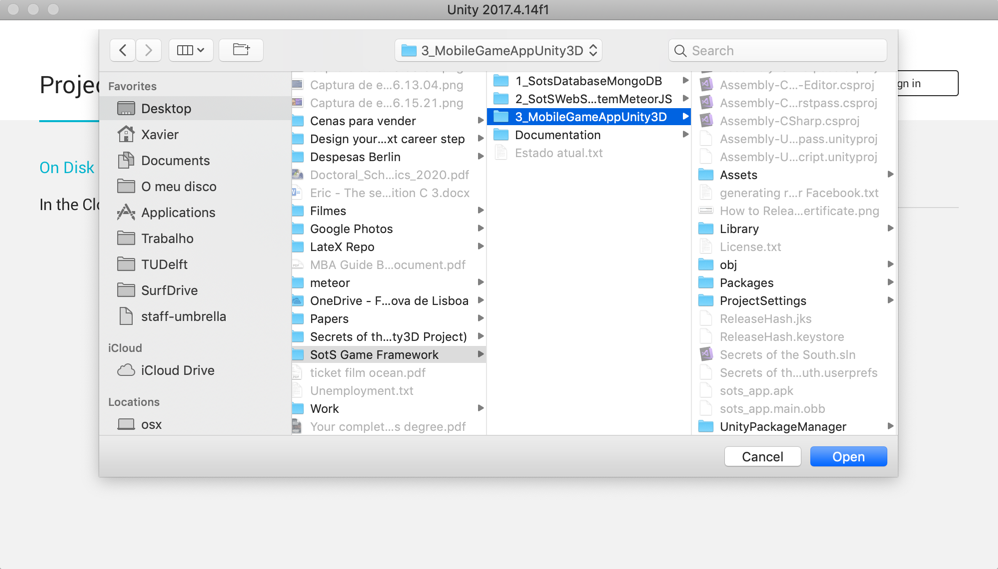 Unity 2017.4.14f1
3_MobileGameAppUnity3D
Search
Projec
gn in
On Disk
In the Clo
Favorites
Desktop
Xavier
Documents
O meu disco
Applications
Trabalho
TUDelft
SurfDrive
staff-umbrella
iCloud
iCloud Drive
Locations
osx
Captura de e...6.13.04.png
Captura de e...6.15.21.png
Cenas para vender
Design your...xt career step
Despesas Berlin
Doctoral_Sch...ics_2020.pdf
Eric - The se...ition C 3.docx
Filmes
Google Photos
LateX Repo
MBA Guide B...ocument.pdf
meteor
OneDrive - F...ova de Lisboa
Papers
Secrets of th...ty3D Project)
SotS Game Framework
ticket film ocean.pdf
Unemployment.txt
Work
Your complet...s degree.pdf
1_SotsDatabaseMongoDB
2_SotSWebS...temMeteorJS
3_MobileGameAppUnity3D
Documentation
Estado atual.txt
Assembly-C...-Editor.csproj
Assembly-C...rstpass.csproj
Assembly-CSharp.csproj
Assembly-U...pass.unityproj
Assembly-U...cript.unityproj
Assets
generating r...r Facebook.txt
How to Relea...ertificate.png
Library
License.txt
obj
Packages
ProjectSettings
ReleaseHash.jks
ReleaseHash.keystore
Secrets of the South.sln
Secrets of th...uth.userprefs
sots_app.apk
sots_app.main.obb
UnityPackageManager
Cancel
Open